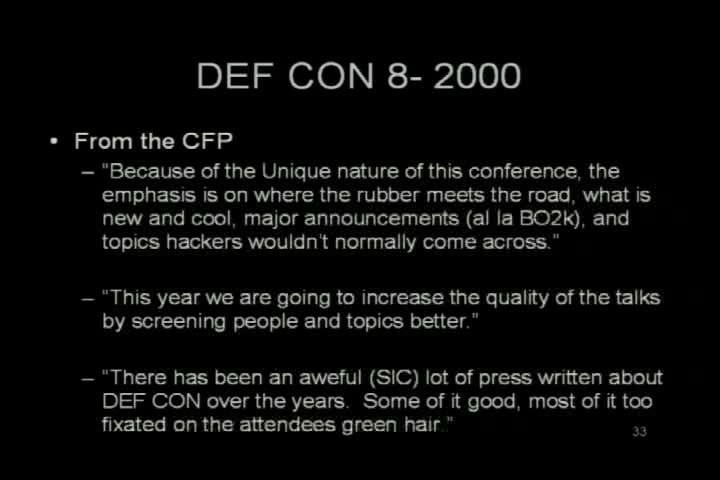 DEF CON 8- 2000
• From the CFP
– "Because of the Unique nature of this conference, the
emphasis is on where the rubber meets the road, what is
new and cool, major announcements (al la BO2k), and
topics hackers wouldn't normally come across."
– "This year we are going to increase the quality of the talks
by screening people and topics better."
– "There has been an aweful (SIC) lot of press written about
DEF CON over the years.  Some of it good, most of it too
fixated on the attendees green hair."
33